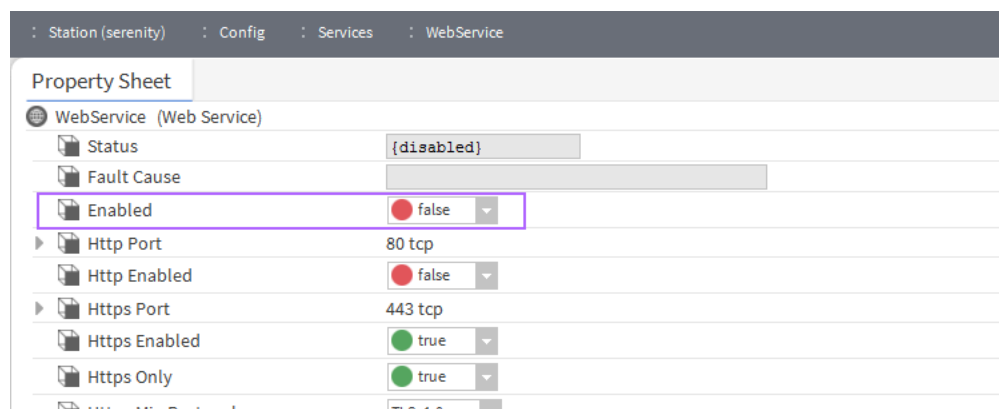 : Station (serenity) : Config : Services : WebService
Property Sheet
WebService (Web Service)
Status {disabled}
Fault Cause
Enabled false
Http Port 80 tcp
Http Enabled false
Https Port 443 tcp
Https Enabled true
Https Only true